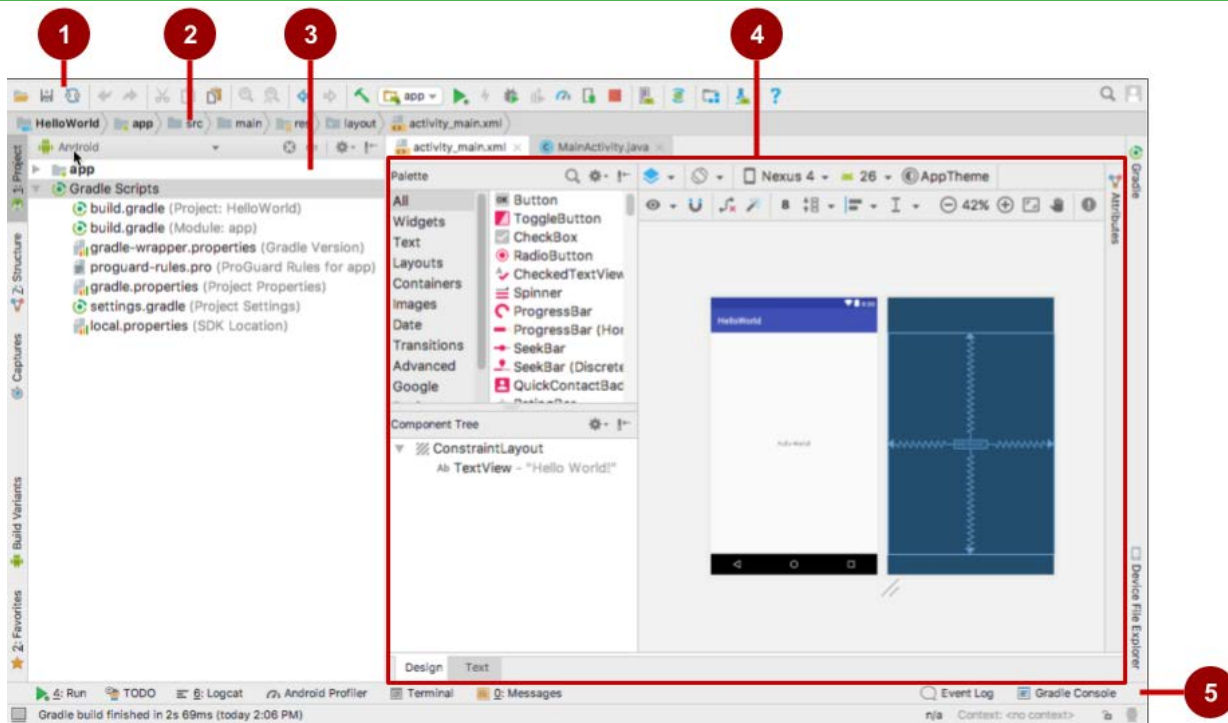 1 2 3 4
app
HelloWorld app src main res layout activity_main.xml
Android
activity_main.xml MainActivity.java
1: Project
Z: Structure
Captures
Build Variants
2: Favorites
app
Gradle Scripts
build.gradle (Project: HelloWorld)
build.gradle (Module: app)
gradle-wrapper.properties (Gradle Version)
proguard-rules.pro (ProGuard Rules for app)
gradle.properties (Project Properties)
settings.gradle (Project Settings)
local.properties (SDK Location)
Palette
All
Widgets
Text
Layouts
Containers
Images
Date
Transitions
Advanced
Google
OK Button
ToggleButton
CheckBox
RadioButton
CheckedTextView
Spinner
ProgressBar
ProgressBar (Hor
SeekBar
SeekBar (Discrete
QuickContactBad
Component Tree
ConstraintLayout
Ab TextView - "Hello World!"
Nexus 4 26 AppTheme
8 42%
HelloWorld
Hello World!
Design Text
Gradle
Attributes
Device File Explorer
4: Run TODO 6: Logcat Android Profiler Terminal 0: Messages Event Log Gradle Console
5
Gradle build finished in 2s 69ms (today 2:06 PM) n/a Context: <no context>